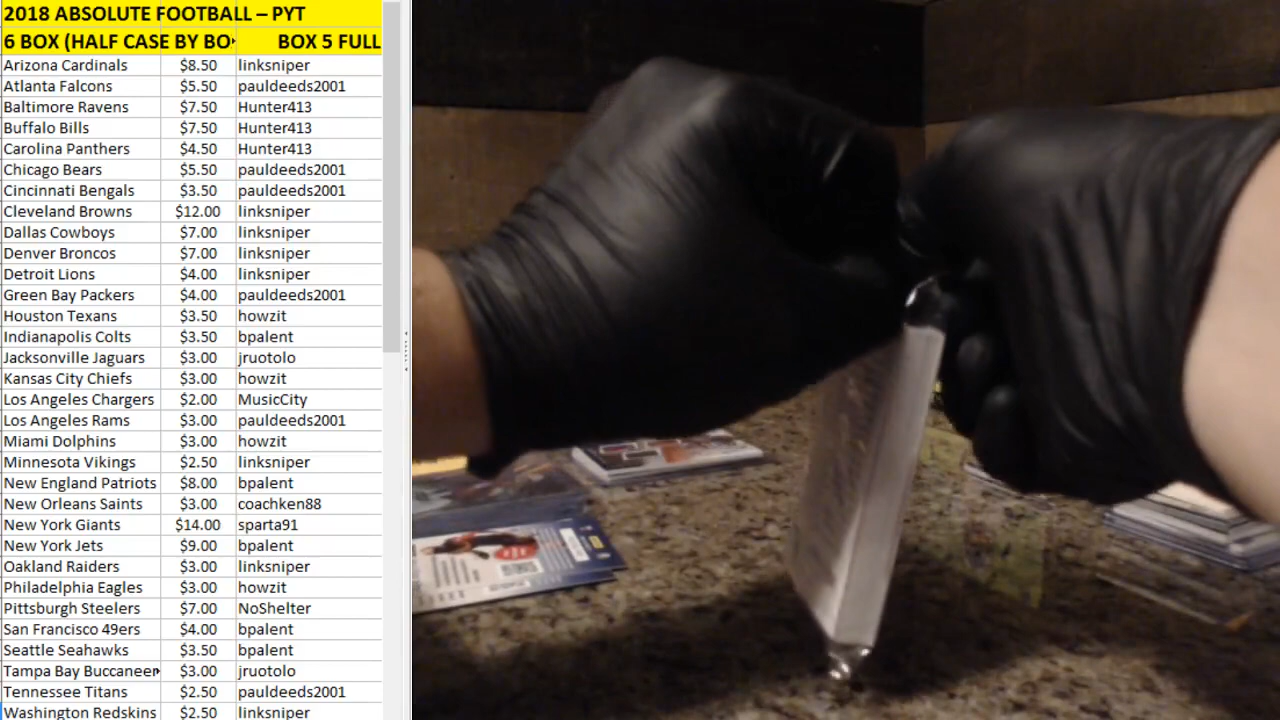 2018 ABSOLUTE FOOTBALL – PYT
6 BOX (HALF CASE BY BO BOX 5 FULL
Arizona Cardinals $8.50 linksniper
Atlanta Falcons $5.50 pauldeeds2001
Baltimore Ravens $7.50 Hunter413
Buffalo Bills $7.50 Hunter413
Carolina Panthers $4.50 Hunter413
Chicago Bears $5.50 pauldeeds2001
Cincinnati Bengals $3.50 pauldeeds2001
Cleveland Browns $12.00 linksniper
Dallas Cowboys $7.00 linksniper
Denver Broncos $7.00 linksniper
Detroit Lions $4.00 linksniper
Green Bay Packers $4.00 pauldeeds2001
Houston Texans $3.50 howzit
Indianapolis Colts $3.50 bpalent
Jacksonville Jaguars $3.00 jruotolo
Kansas City Chiefs $3.00 howzit
Los Angeles Chargers $2.00 MusicCity
Los Angeles Rams $3.00 pauldeeds2001
Miami Dolphins $3.00 howzit
Minnesota Vikings $2.50 linksniper
New England Patriots $8.00 bpalent
New Orleans Saints $3.00 coachken88
New York Giants $14.00 sparta91
New York Jets $9.00 bpalent
Oakland Raiders $3.00 linksniper
Philadelphia Eagles $3.00 howzit
Pittsburgh Steelers $7.00 NoShelter
San Francisco 49ers $4.00 bpalent
Seattle Seahawks $3.50 bpalent
Tampa Bay Buccaneer $3.00 jruotolo
Tennessee Titans $2.50 pauldeeds2001
Washington Redskins $2.50 linksniper